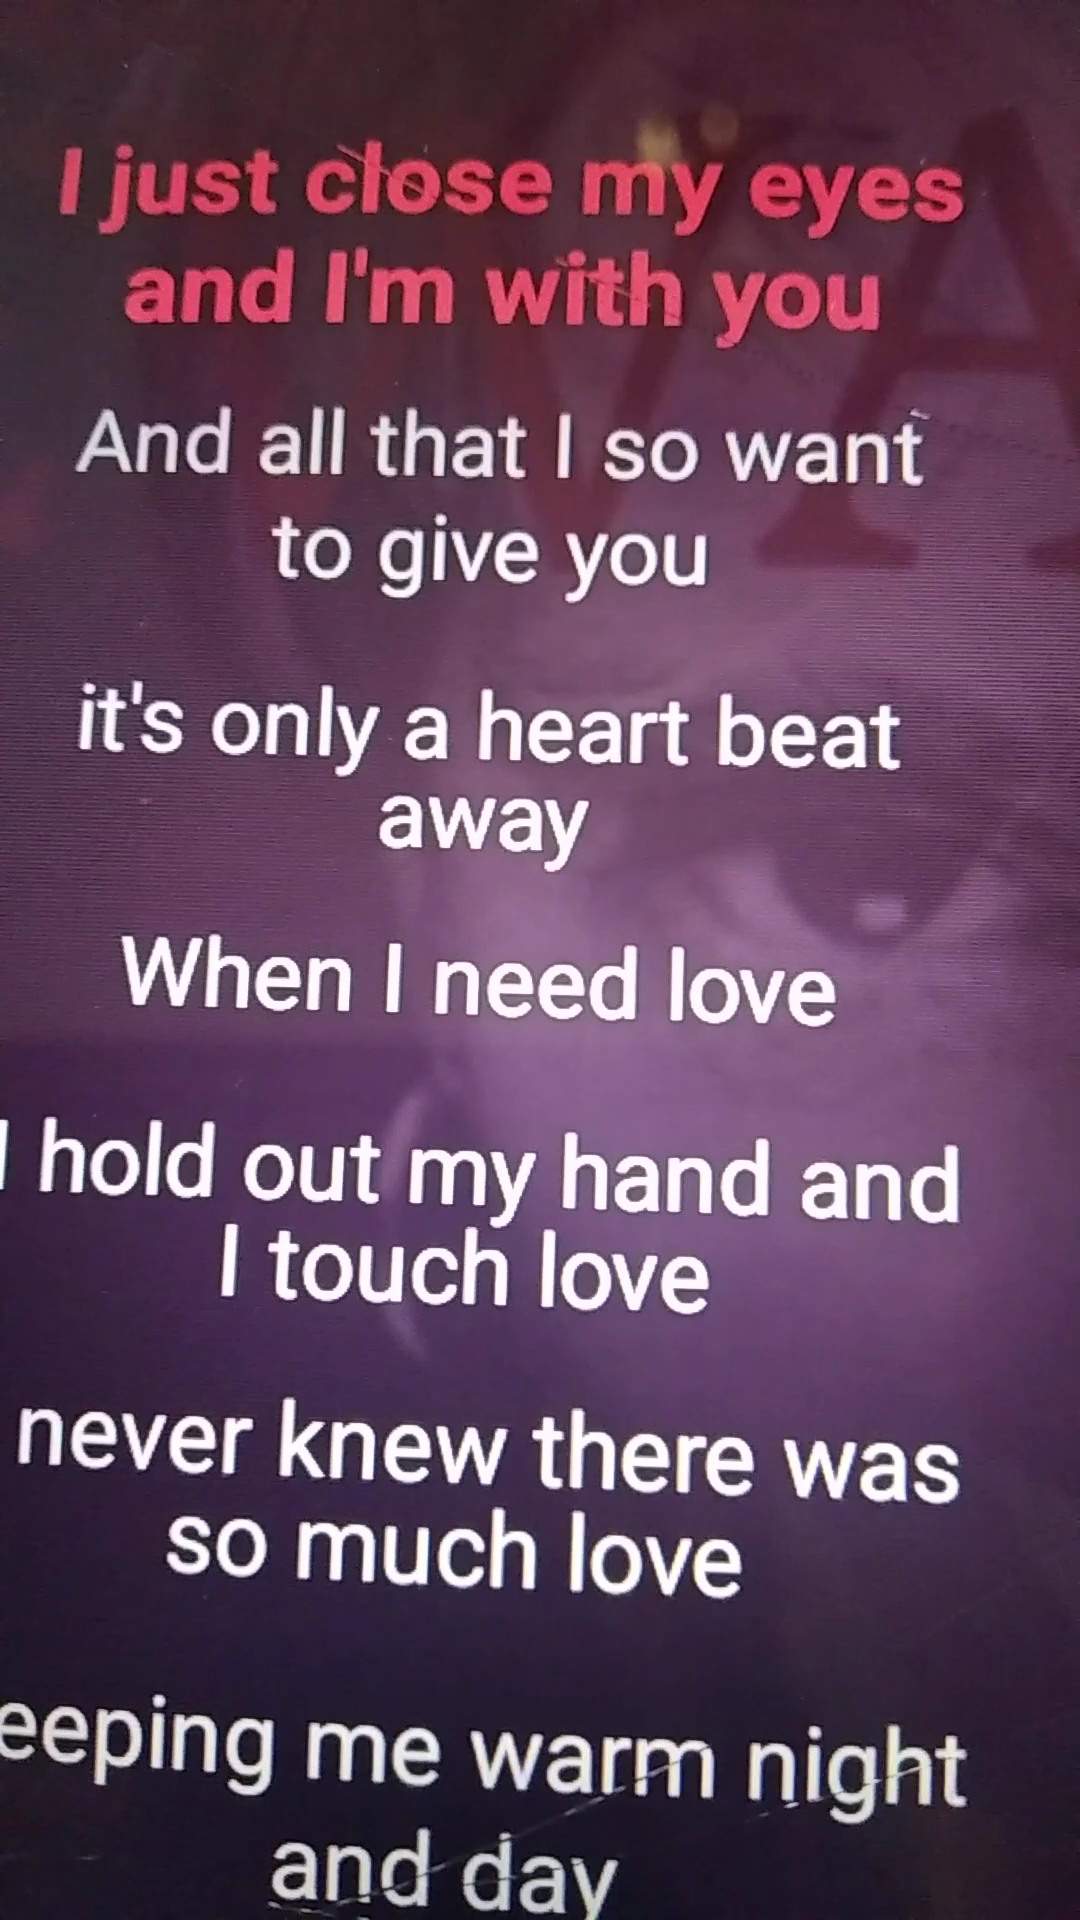 I just close my eyes
and I'm with you
And all that I so want
to give you
it's only a heart beat
away
When I need love
I hold out my hand and
I touch love
never knew there was
so much love
eeping me warm night
and day